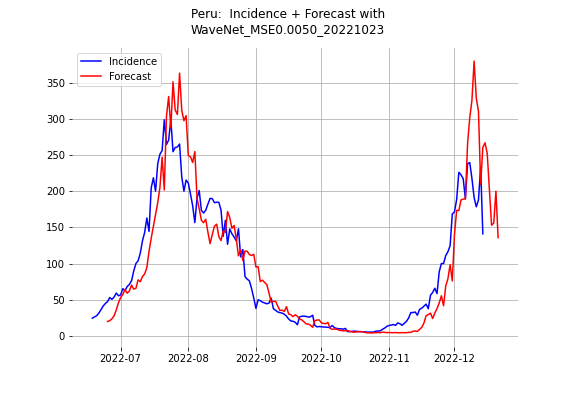 Peru:  Incidence + Forecast with
WaveNet_MSE0.0050_20221023
Incidence
Forecast
350
300
250
200
150
100
50
0
2022-07 2022-08 2022-09 2022-10 2022-11 2022-12